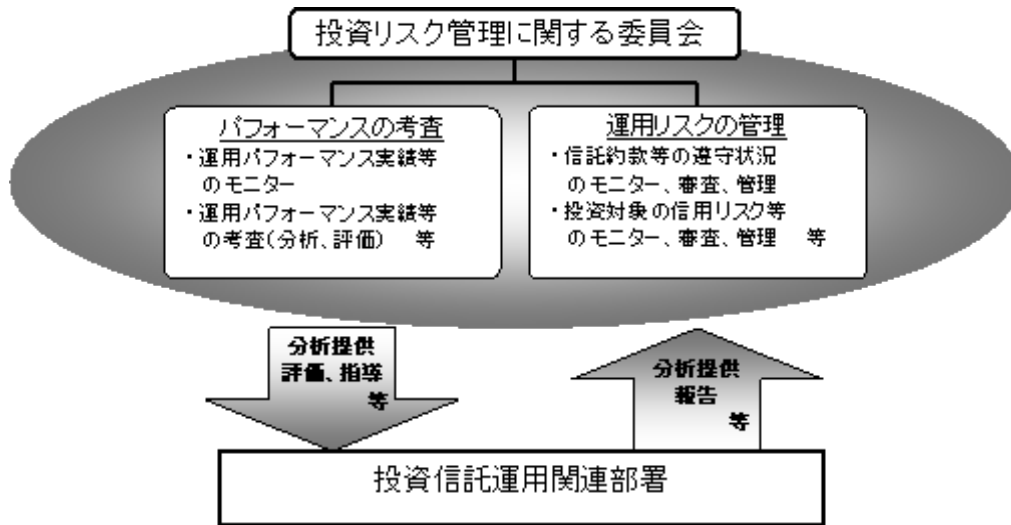 投資リスク管理に関する委員会
パフォーマンスの考査
・運用パフォーマンス実績等
のモニター
・運用パフォーマンス実績等
の考査(分析、評価) 等
運用リスクの管理
・信託約款等の遵守状況
のモニター、審査、管理
・投資対象の信用リスク等
のモニター、審査、管理 等
分析提供
評価、指導
等
分析提供
報告
等
投資信託運用関連部署